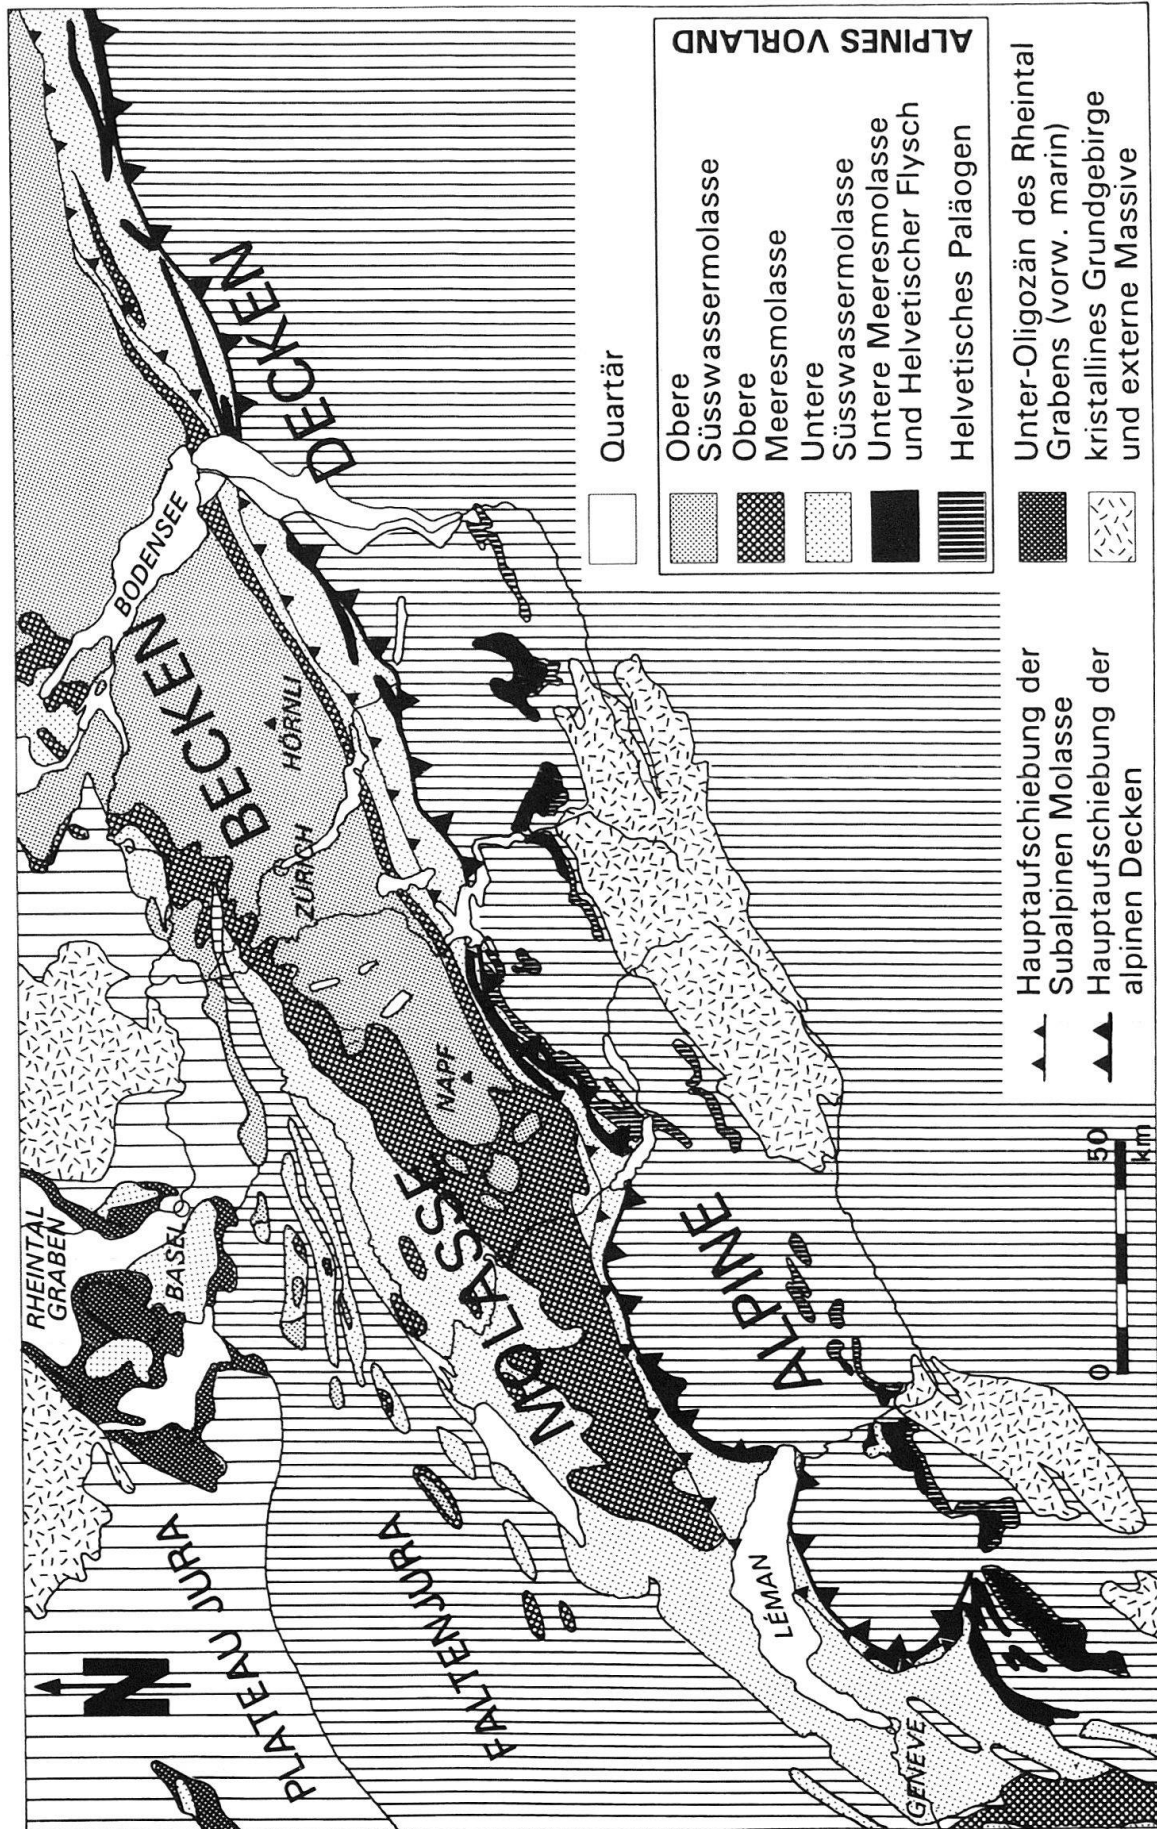 N
PLATEAU JURA
FALTENJURA
RHEINTAL
GRABEN
BASEL
MOLASSE
BECKEN
BODENSEE
ZÜRICH
HÖRNLI
NAPF
LÉMAN
GENÈVE
ALPINE
DECKEN
0
50
km
Quartär
Obere
Süsswassermolasse
Obere
Meeresmolasse
Untere
Süsswassermolasse
Untere Meeresmolasse
und Helvetischer Flysch
Helvetisches Paläogen
ALPINES VORLAND
Unter-Oligozän des Rheintal
Grabens (vorw. marin)
kristallines Grundgebirge
und externe Massive
Hauptaufschiebung der
Subalpinen Molasse
Hauptaufschiebung der
alpinen Decken